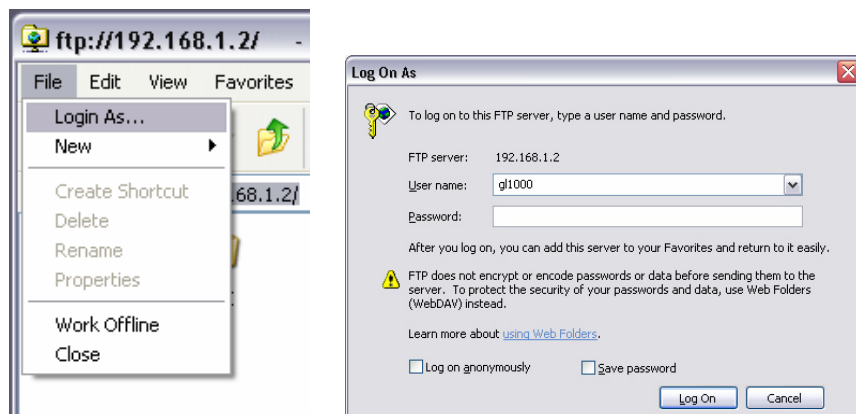 ftp://192.168.1.2/ -
File Edit View Favorites
Login As...
New
Create Shortcut
Delete
Rename
Properties
Work Offline
Close
.68.1.2/
Log On As
To log on to this FTP server, type a user name and password.
FTP server: 192.168.1.2
User name: gl1000
Password:
After you log on, you can add this server to your Favorites and return to it easily.
FTP does not encrypt or encode passwords or data before sending them to the
server. To protect the security of your passwords and data, use Web Folders
(WebDAV) instead.
Learn more about using Web Folders.
Log on anonymously Save password
Log On Cancel